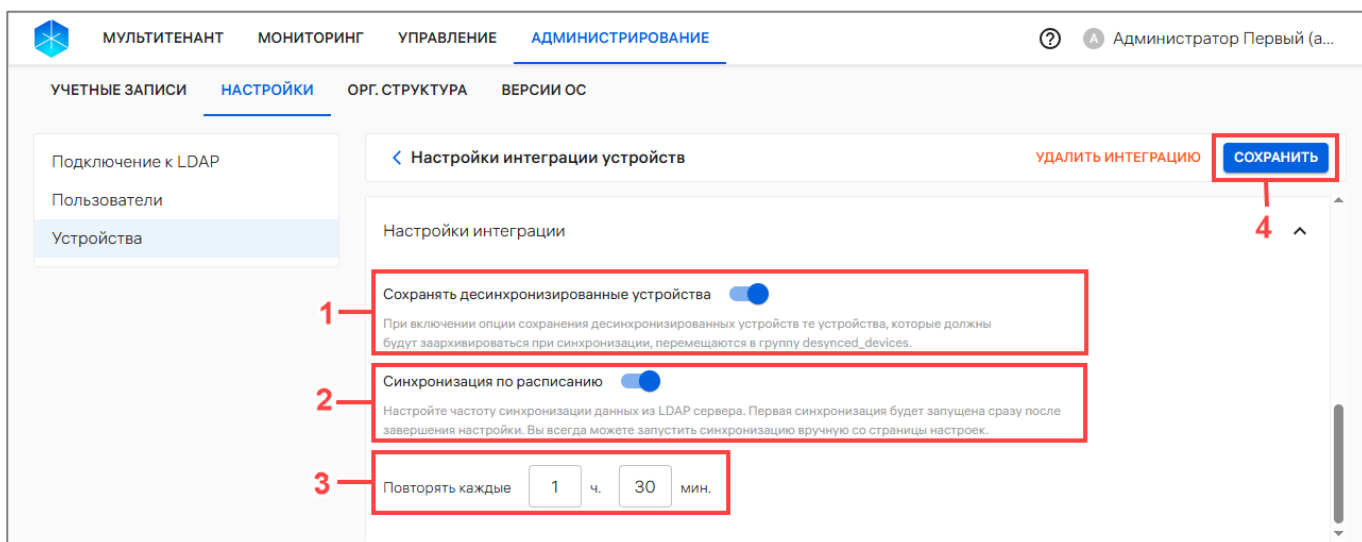 МУЛЬТИТЕНАНТ МОНИТОРИНГ УПРАВЛЕНИЕ АДМИНИСТРИРОВАНИЕ ? А Администратор Первый (а...
УЧЕТНЫЕ ЗАПИСИ НАСТРОЙКИ ОРГ. СТРУКТУРА ВЕРСИИ ОС
Подключение к LDAP
Пользователи
Устройства
Настройки интеграции устройств УДАЛИТЬ ИНТЕГРАЦИЮ СОХРАНИТЬ
4
Настройки интеграции
1
Сохранять десинхронизированные устройства
При включении опции сохранения десинхронизированных устройств те устройства, которые должны
будут заархивироваться при синхронизации, перемещаются в группу desynced_devices.
2
Синхронизация по расписанию
Настройте частоту синхронизации данных из LDAP сервера. Первая синхронизация будет запущена сразу после
завершения настройки. Вы всегда можете запустить синхронизацию вручную со страницы настроек.
3
Повторять каждые 1 ч. 30 мин.